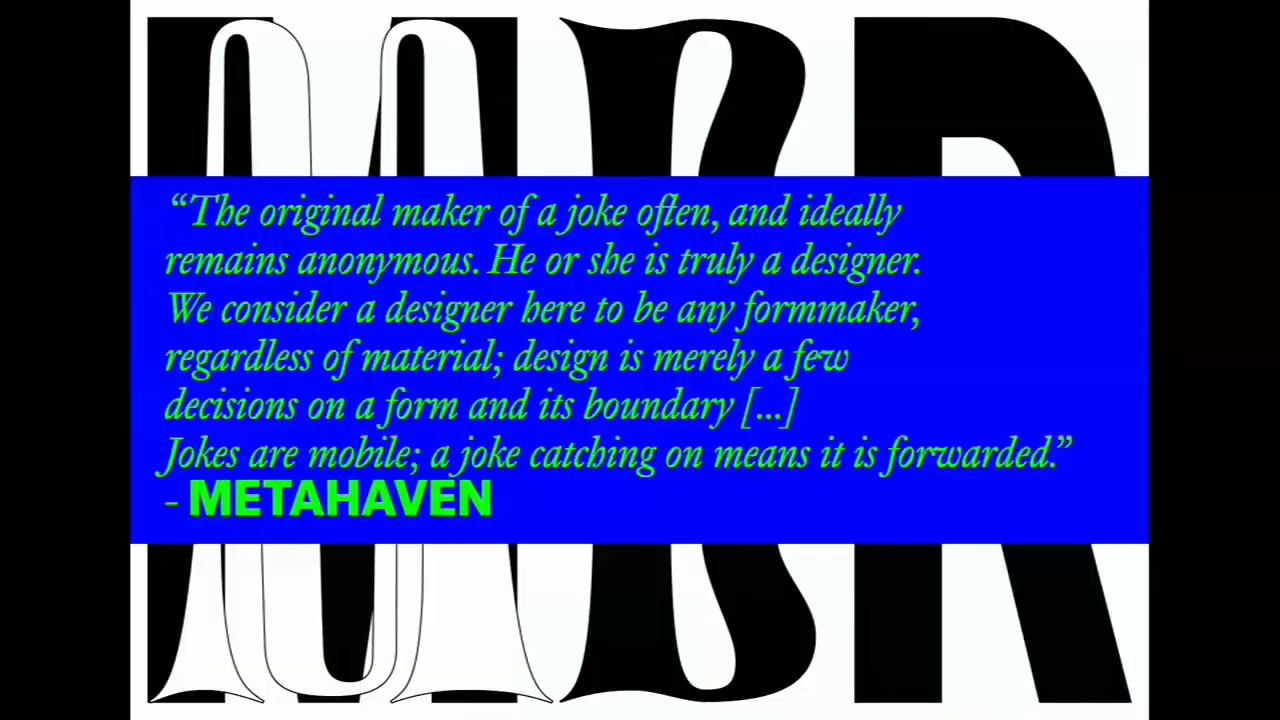 MBR
“The original maker of a joke often, and ideally
remains anonymous. He or she is truly a designer.
We consider a designer here to be any formmaker,
regardless of material; design is merely a few
decisions on a form and its boundary [...]
Jokes are mobile; a joke catching on means it is forwarded.”
- METAHAVEN